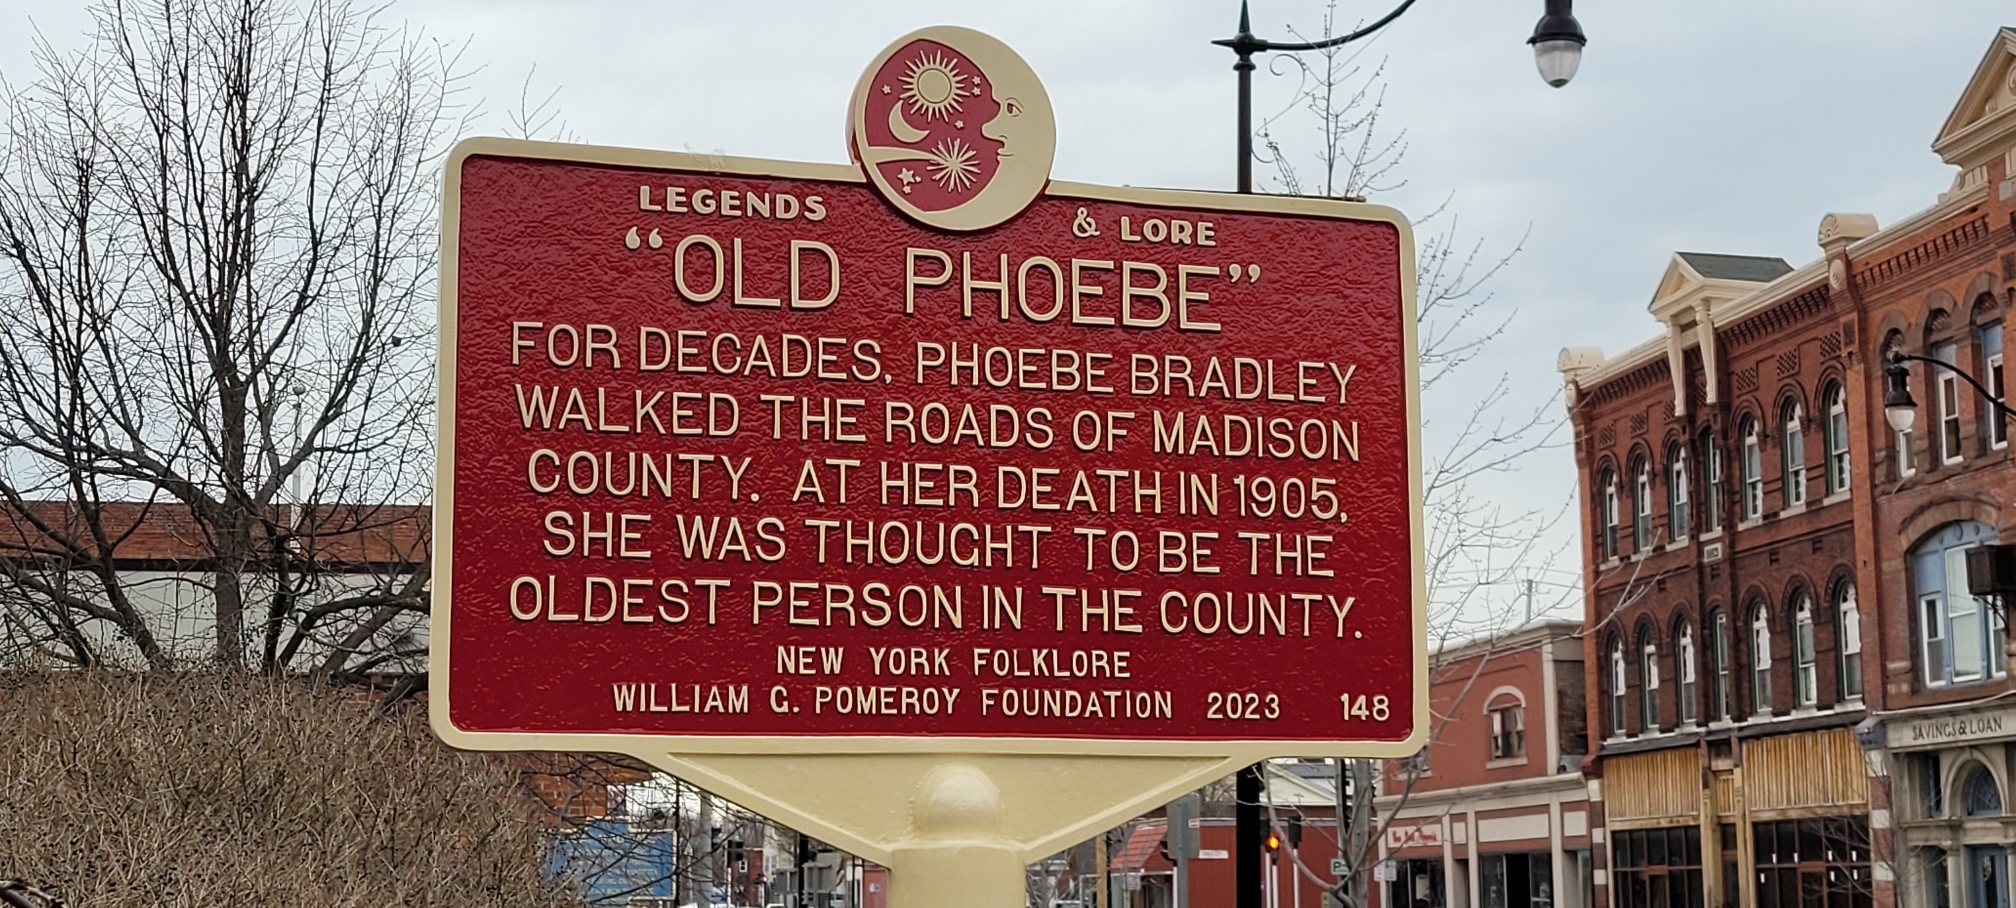 LEGENDS & LORE
“OLD PHOEBE”
FOR DECADES, PHOEBE BRADLEY
WALKED THE ROADS OF MADISON
COUNTY. AT HER DEATH IN 1905,
SHE WAS THOUGHT TO BE THE
OLDEST PERSON IN THE COUNTY.
NEW YORK FOLKLORE
WILLIAM G. POMEROY FOUNDATION 2023 148
SAVINGS & LOAN